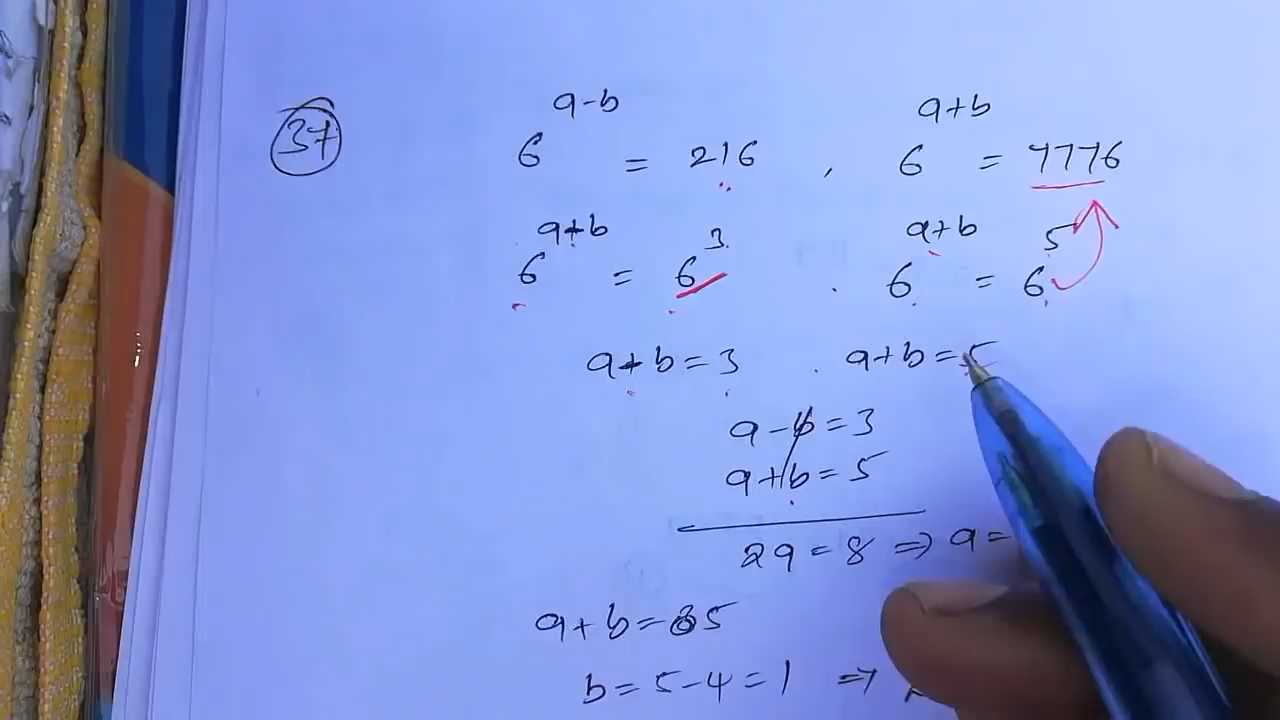 37
6^{a-b} = 216 , 6^{a+b} = 7776
6^{a+b} = 6^3 . 6^{a+b} = 6^5
a+b=3 . a+b=5
a-b=3
a+b=5
2a=8 ⇒ a=
a+b=65
b=5-4=1 ⇒